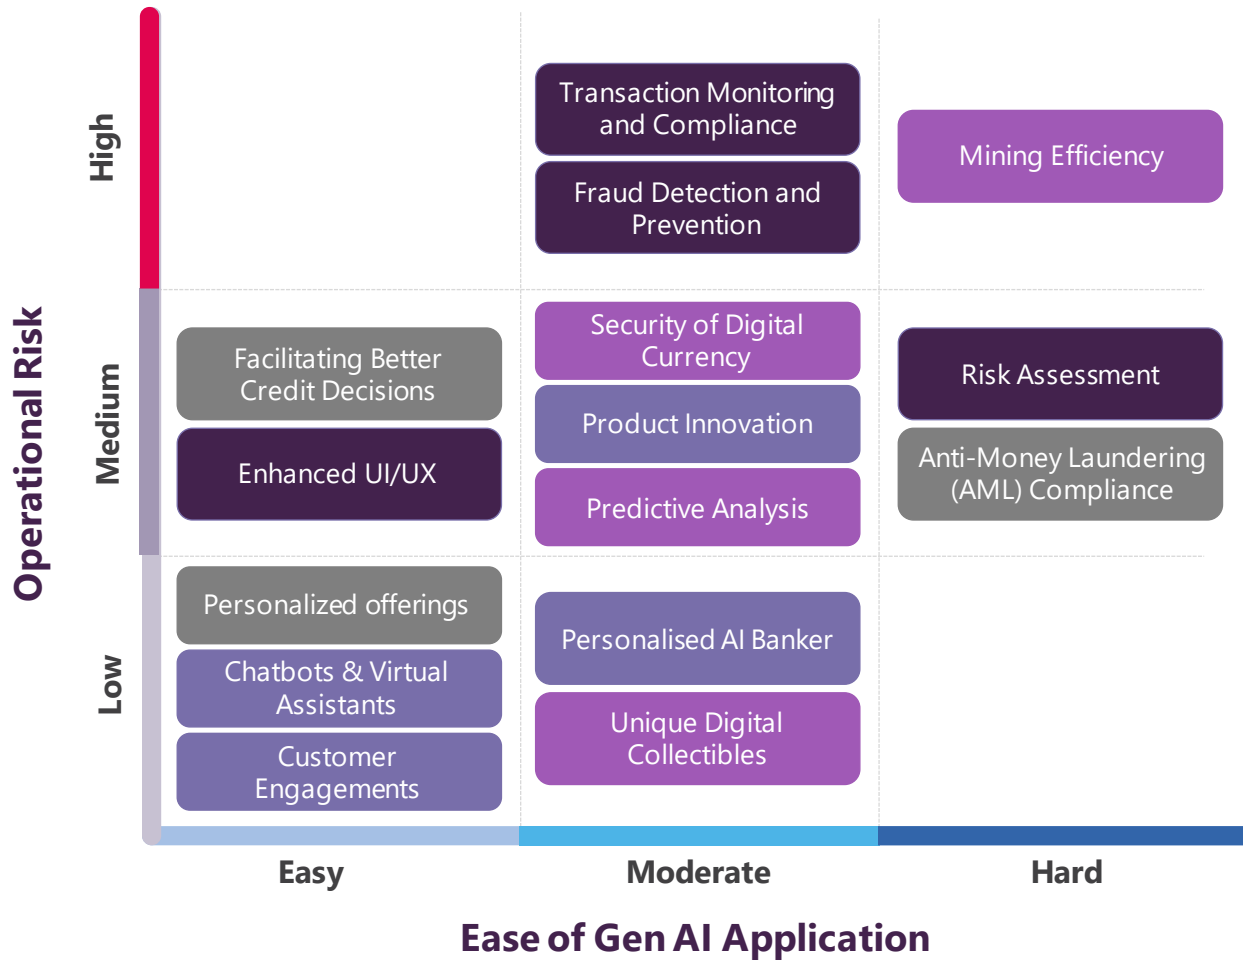 High
Transaction Monitoring
and Compliance
Fraud Detection and
Prevention
Mining Efficiency
Operational Risk
Medium
Facilitating Better
Credit Decisions
Enhanced UI/UX
Security of Digital
Currency
Product Innovation
Predictive Analysis
Risk Assessment
Anti-Money Laundering
(AML) Compliance
Low
Personalized offerings
Chatbots & Virtual
Assistants
Customer
Engagements
Personalised AI Banker
Unique Digital
Collectibles
Easy
Moderate
Hard
Ease of Gen AI Application